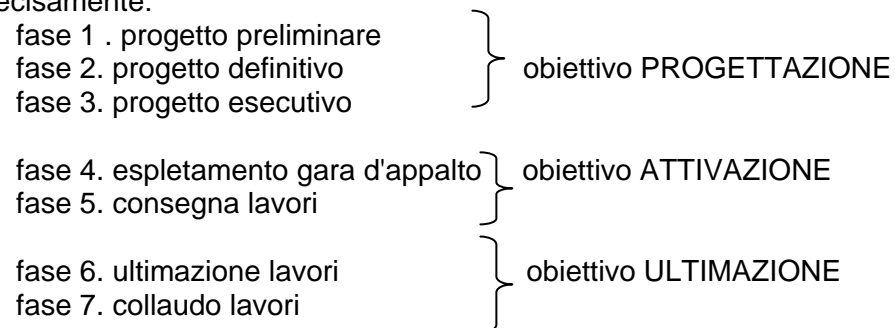 fase 1 . progetto preliminare
fase 2. progetto definitivo obiettivo PROGETTAZIONE
fase 3. progetto esecutivo
fase 4. espletamento gara d'appalto obiettivo ATTIVAZIONE
fase 5. consegna lavori
fase 6. ultimazione lavori obiettivo ULTIMAZIONE
fase 7. collaudo lavori